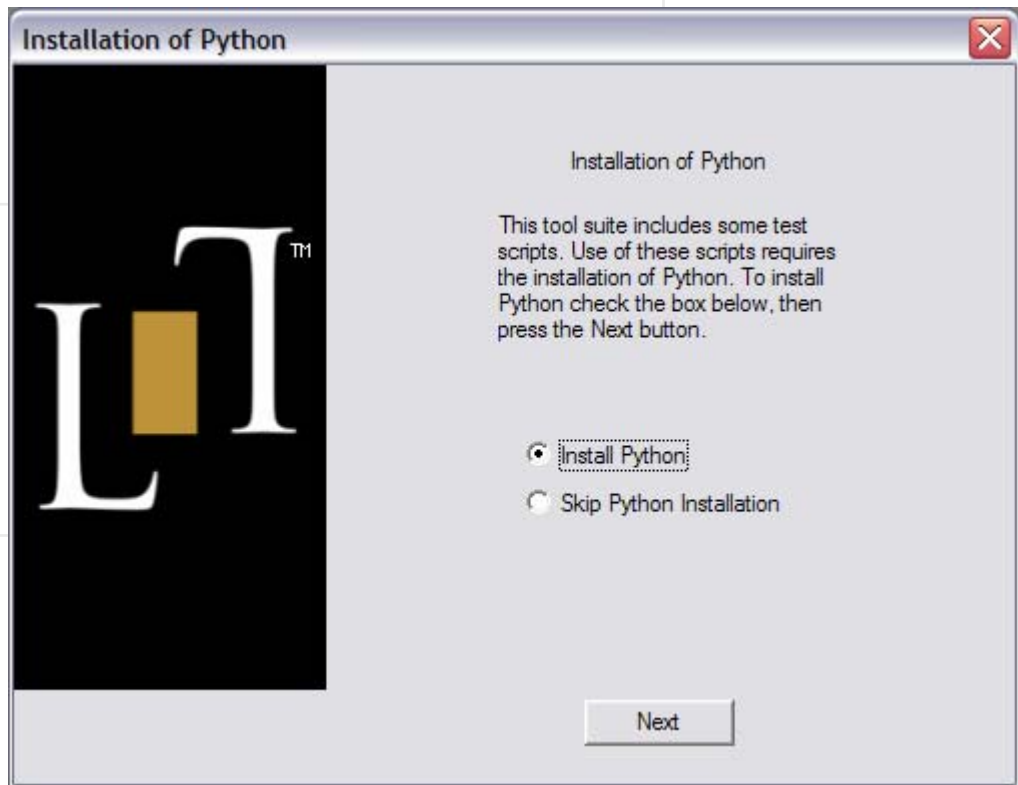 Installation of Python
LT
TM
Installation of Python
This tool suite includes some test
scripts. Use of these scripts requires
the installation of Python. To install
Python check the box below, then
press the Next button.
Install Python
Skip Python Installation
Next